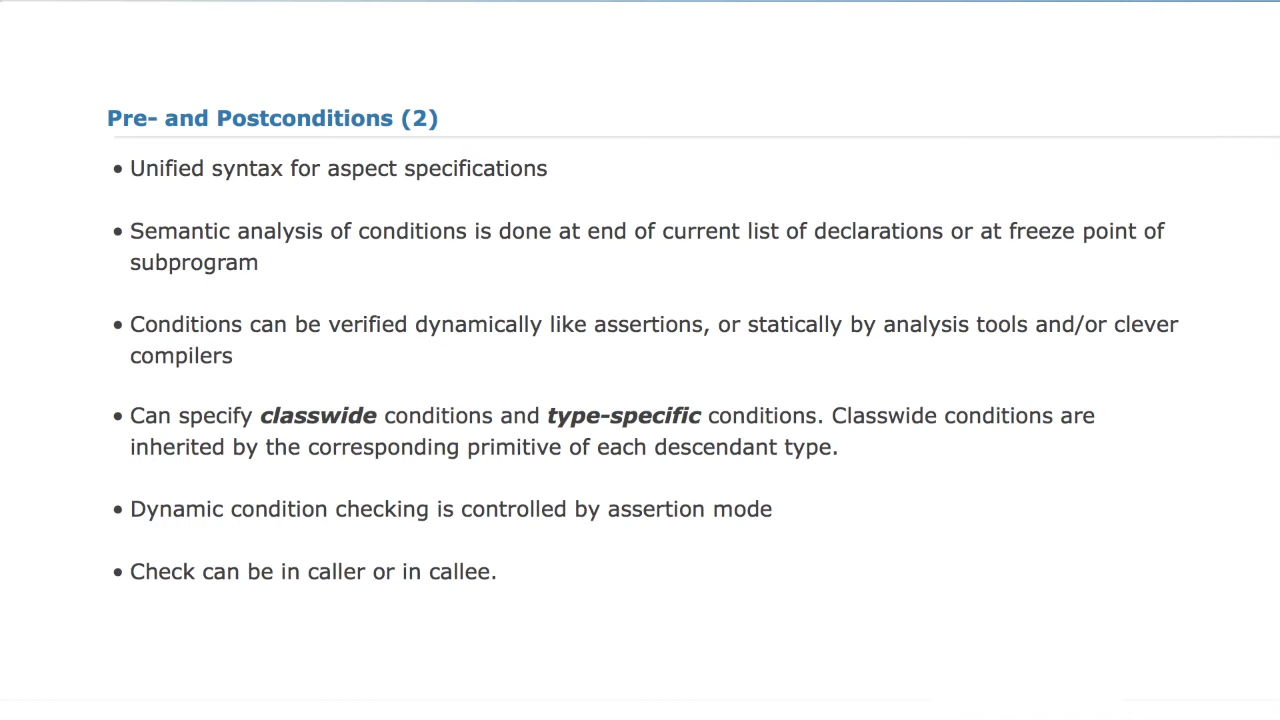 Pre- and Postconditions (2)
• Unified syntax for aspect specifications
• Semantic analysis of conditions is done at end of current list of declarations or at freeze point of
subprogram
• Conditions can be verified dynamically like assertions, or statically by analysis tools and/or clever
compilers
• Can specify classwide conditions and type-specific conditions. Classwide conditions are
inherited by the corresponding primitive of each descendant type.
• Dynamic condition checking is controlled by assertion mode
• Check can be in caller or in callee.